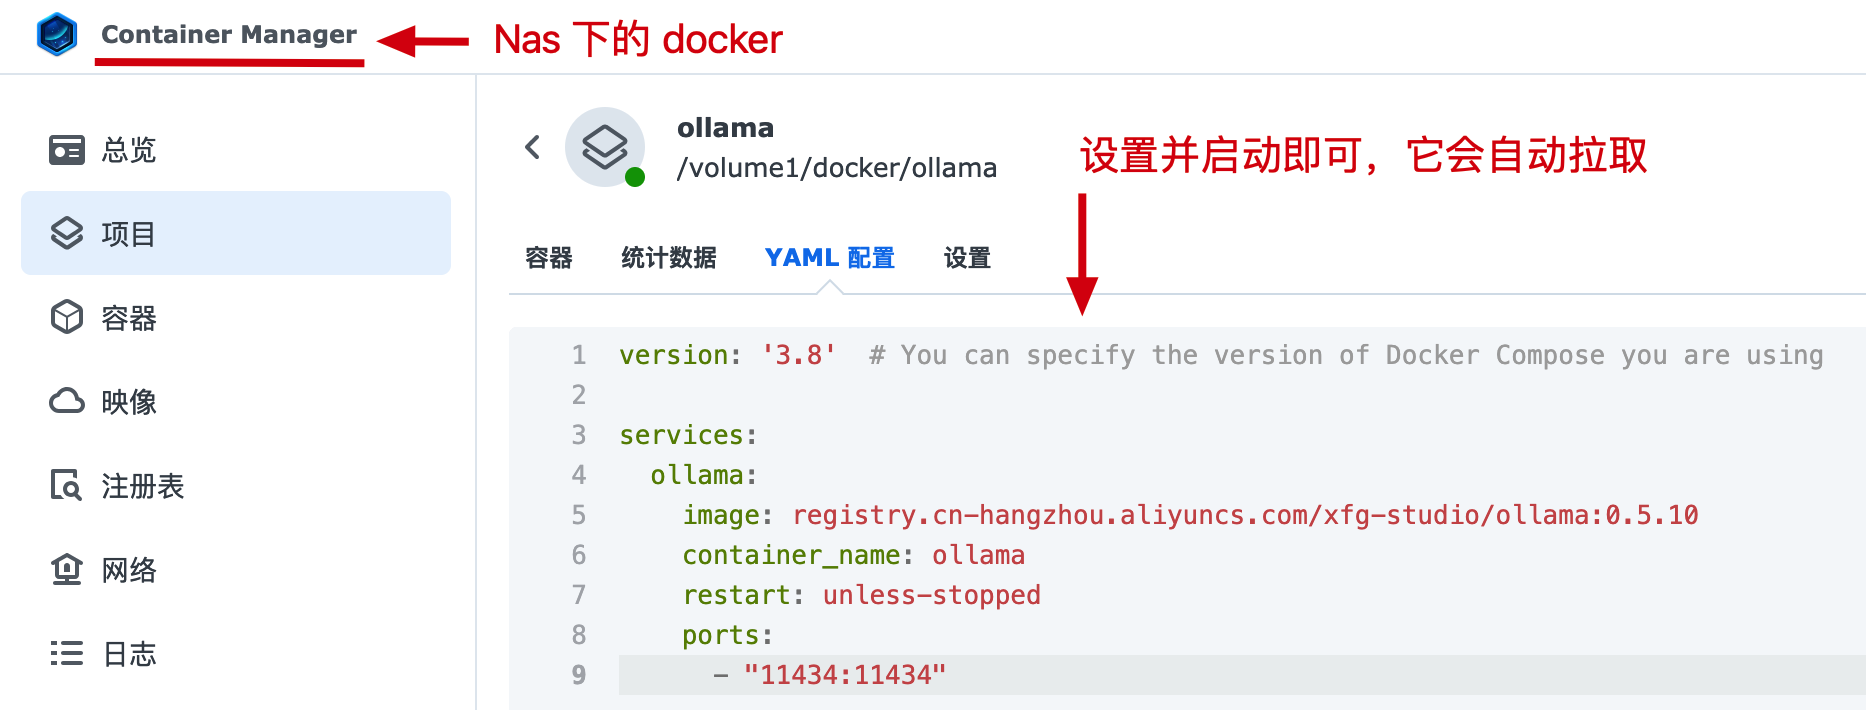 Container Manager
Nas 下的 docker
总览
项目
容器
映像
注册表
网络
日志
ollama
/volume1/docker/ollama
设置并启动即可，它会自动拉取
容器 统计数据 YAML 配置 设置
1 version: '3.8'  # You can specify the version of Docker Compose you are using
2
3 services:
4   ollama:
5     image: registry.cn-hangzhou.aliyuncs.com/xfg-studio/ollama:0.5.10
6     container_name: ollama
7     restart: unless-stopped
8     ports:
9       - "11434:11434"